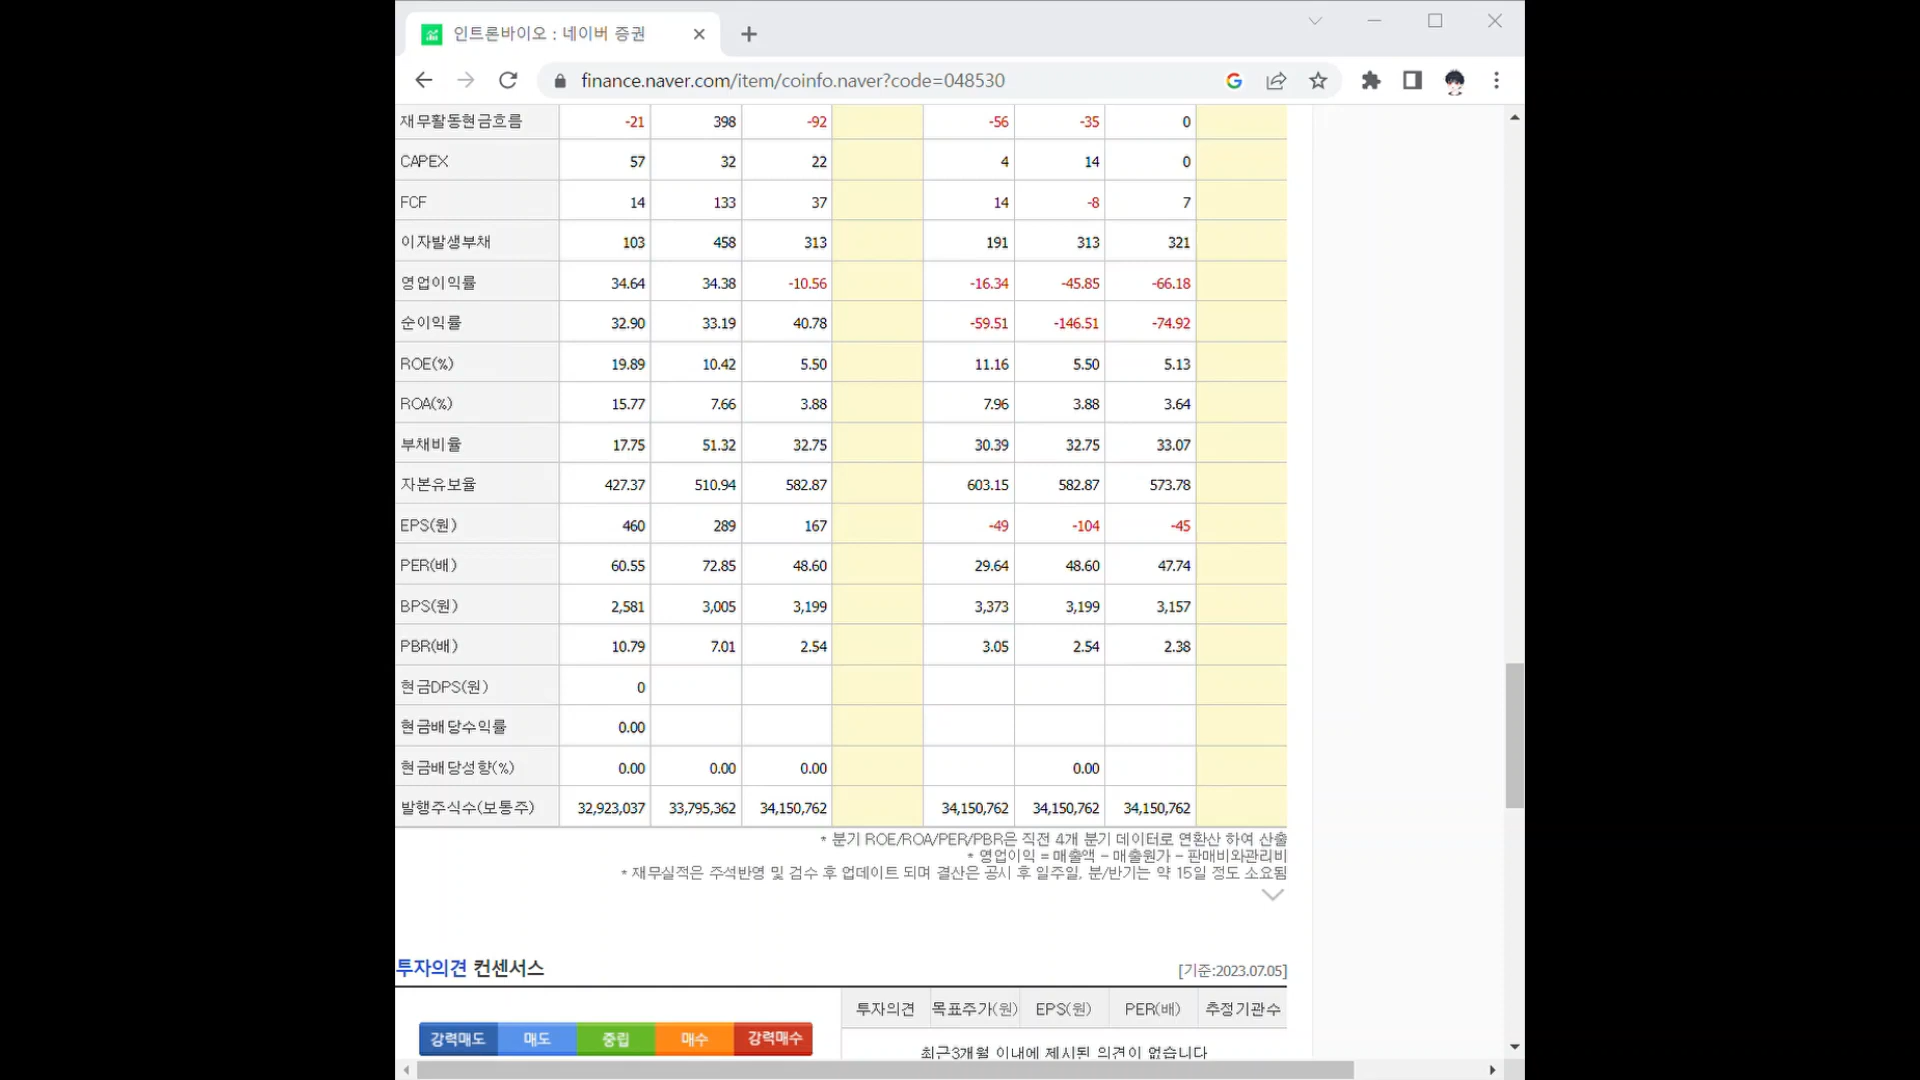 인트론바이오 : 네이버 증권
finance.naver.com/item/coinfo.naver?code=048530
재무활동현금흐름 -21 398 -92 -56 -35 0
CAPEX 57 32 22 4 14 0
FCF 14 133 37 14 -8 7
이자발생부채 103 458 313 191 313 321
영업이익률 34.64 34.38 -10.56 -16.34 -45.85 -66.18
순이익률 32.90 33.19 40.78 -59.51 -146.51 -74.92
ROE(%) 19.89 10.42 5.50 11.16 5.50 5.13
ROA(%) 15.77 7.66 3.88 7.96 3.88 3.64
부채비율 17.75 51.32 32.75 30.39 32.75 33.07
자본유보율 427.37 510.94 582.87 603.15 582.87 573.78
EPS(원) 460 289 167 -49 -104 -45
PER(배) 60.55 72.85 48.60 29.64 48.60 47.74
BPS(원) 2,581 3,005 3,199 3,373 3,199 3,157
PBR(배) 10.79 7.01 2.54 3.05 2.54 2.38
현금DPS(원) 0
현금배당수익률 0.00
현금배당성향(%) 0.00 0.00 0.00 0.00
발행주식수(보통주) 32,923,037 33,795,362 34,150,762 34,150,762 34,150,762 34,150,762
* 분기 ROE/ROA/PER/PBR은 직전 4개 분기 데이터로 연환산 하여 산출
* 영업이익 = 매출액 - 매출원가 - 판매비와관리비
* 재무실적은 주석반영 및 검수 후 업데이트 되며 결산은 공시 후 일주일, 분/반기는 약 15일 정도 소요됨
투자의견 컨센서스 [기준:2023.07.05]
투자의견 목표주가(원) EPS(원) PER(배) 추정기관수
강력매도 매도 중립 매수 강력매수
최근3개월 이내에 제시된 의견이 없습니다